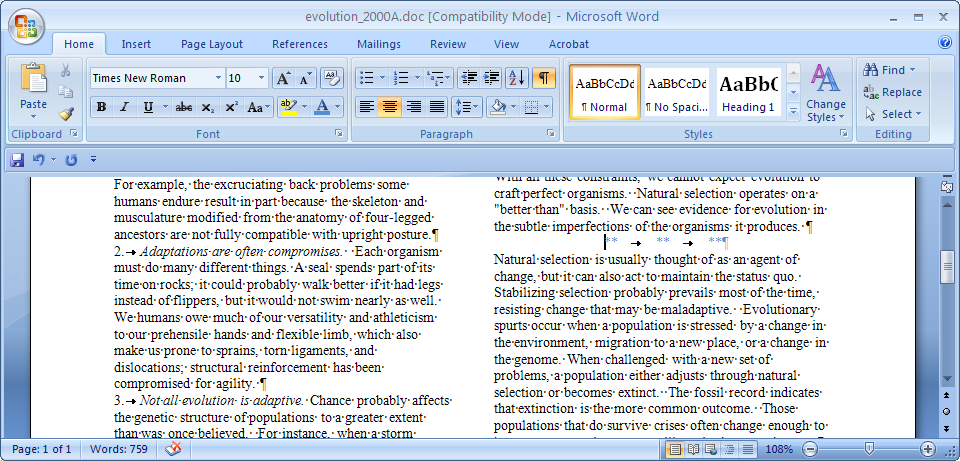 evolution_2000A.doc [Compatibility Mode] - Microsoft Word
Home Insert Page Layout References Mailings Review View Acrobat
Paste
Times New Roman 10
AaBbCcDd AaBbCcDd AaBbC
¶ Normal ¶ No Spaci... Heading 1
Change Styles
Find
Replace
Select
Clipboard Font Paragraph Styles Editing
For example, the excruciating back problems some
humans endure result in part because the skeleton and
musculature modified from the anatomy of four-legged
ancestors are not fully compatible with upright posture.¶
2.→ Adaptations are often compromises. Each organism
must do many different things. A seal spends part of its
time on rocks; it could probably walk better if it had legs
instead of flippers, but it would not swim nearly as well.
We humans owe much of our versatility and athleticism
to our prehensile hands and flexible limb, which also
make us prone to sprains, torn ligaments, and
dislocations; structural reinforcement has been
compromised for agility. ¶
3.→ Not all evolution is adaptive. Chance probably affects
the genetic structure of populations to a greater extent
than was once believed. For instance, when a storm
With all these constraints, we cannot expect evolution to
craft perfect organisms. Natural selection operates on a
"better than" basis. We can see evidence for evolution in
the subtle imperfections of the organisms it produces. ¶
** → ** → **¶
Natural selection is usually thought of as an agent of
change, but it can also act to maintain the status quo.
Stabilizing selection probably prevails most of the time,
resisting change that may be maladaptive. Evolutionary
spurts occur when a population is stressed by a change in
the environment, migration to a new place, or a change in
the genome. When challenged with a new set of
problems, a population either adjusts through natural
selection or becomes extinct. The fossil record indicates
that extinction is the more common outcome. Those
populations that do survive crises often change enough to
Page: 1 of 1 Words: 759 108%